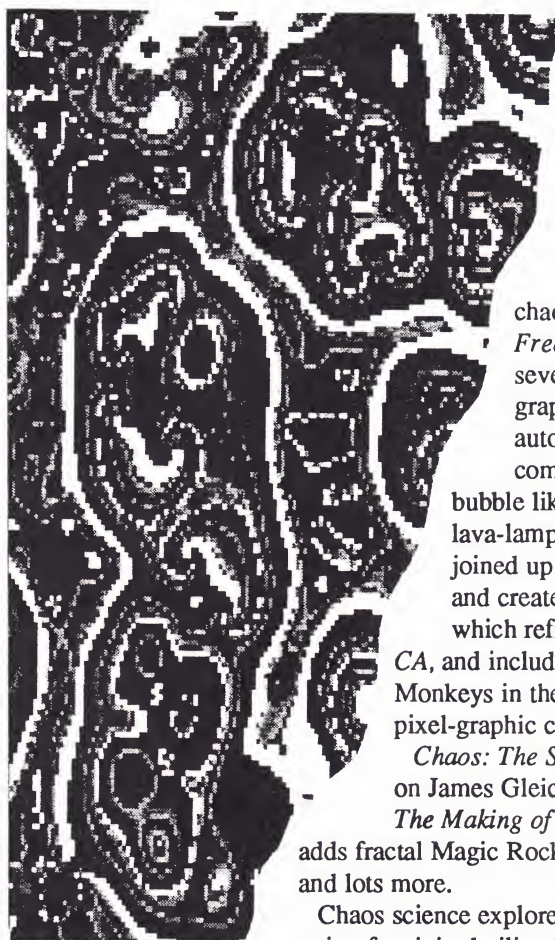 chao
Free
seve
grap
auto
com
bubble lik
lava-lamp
joined up
and create
which refl
CA, and includ
Monkeys in the
pixel-graphic c
Chaos: The S
on James Gleic
The Making of
adds fractal Magic Rock
and lots more.
Chaos science explore